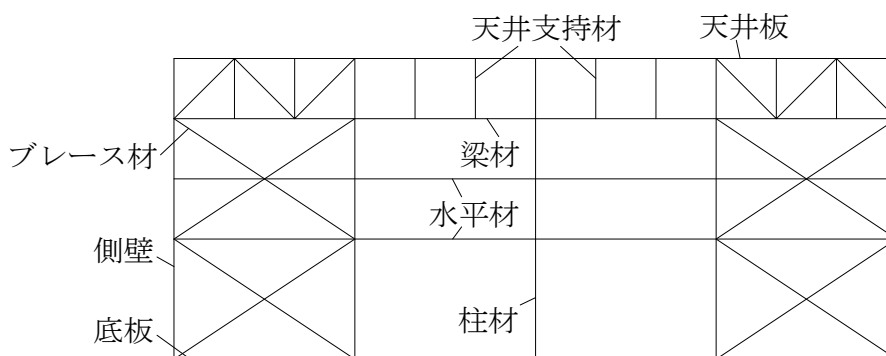 天井支持材
天井板
ブレース材
梁材
水平材
側壁
柱材
底板